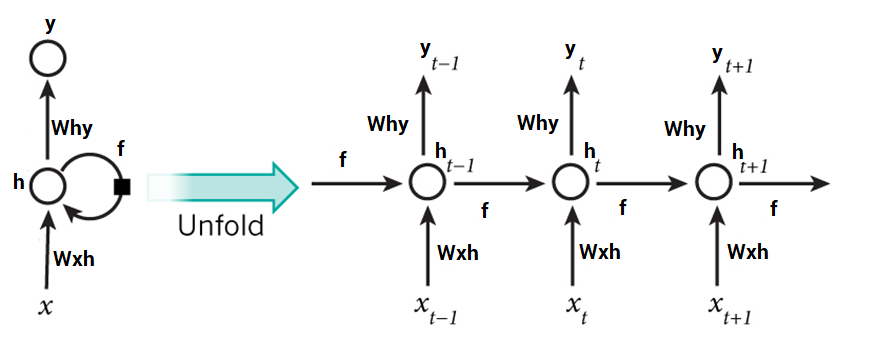 y
Why
f
h
Wxh
x
Unfold
y t−1
y t
y t+1
Why
Why
Why
f
h t−1
h t
h t+1
f
f
f
Wxh
Wxh
Wxh
x t−1
x t
x t+1